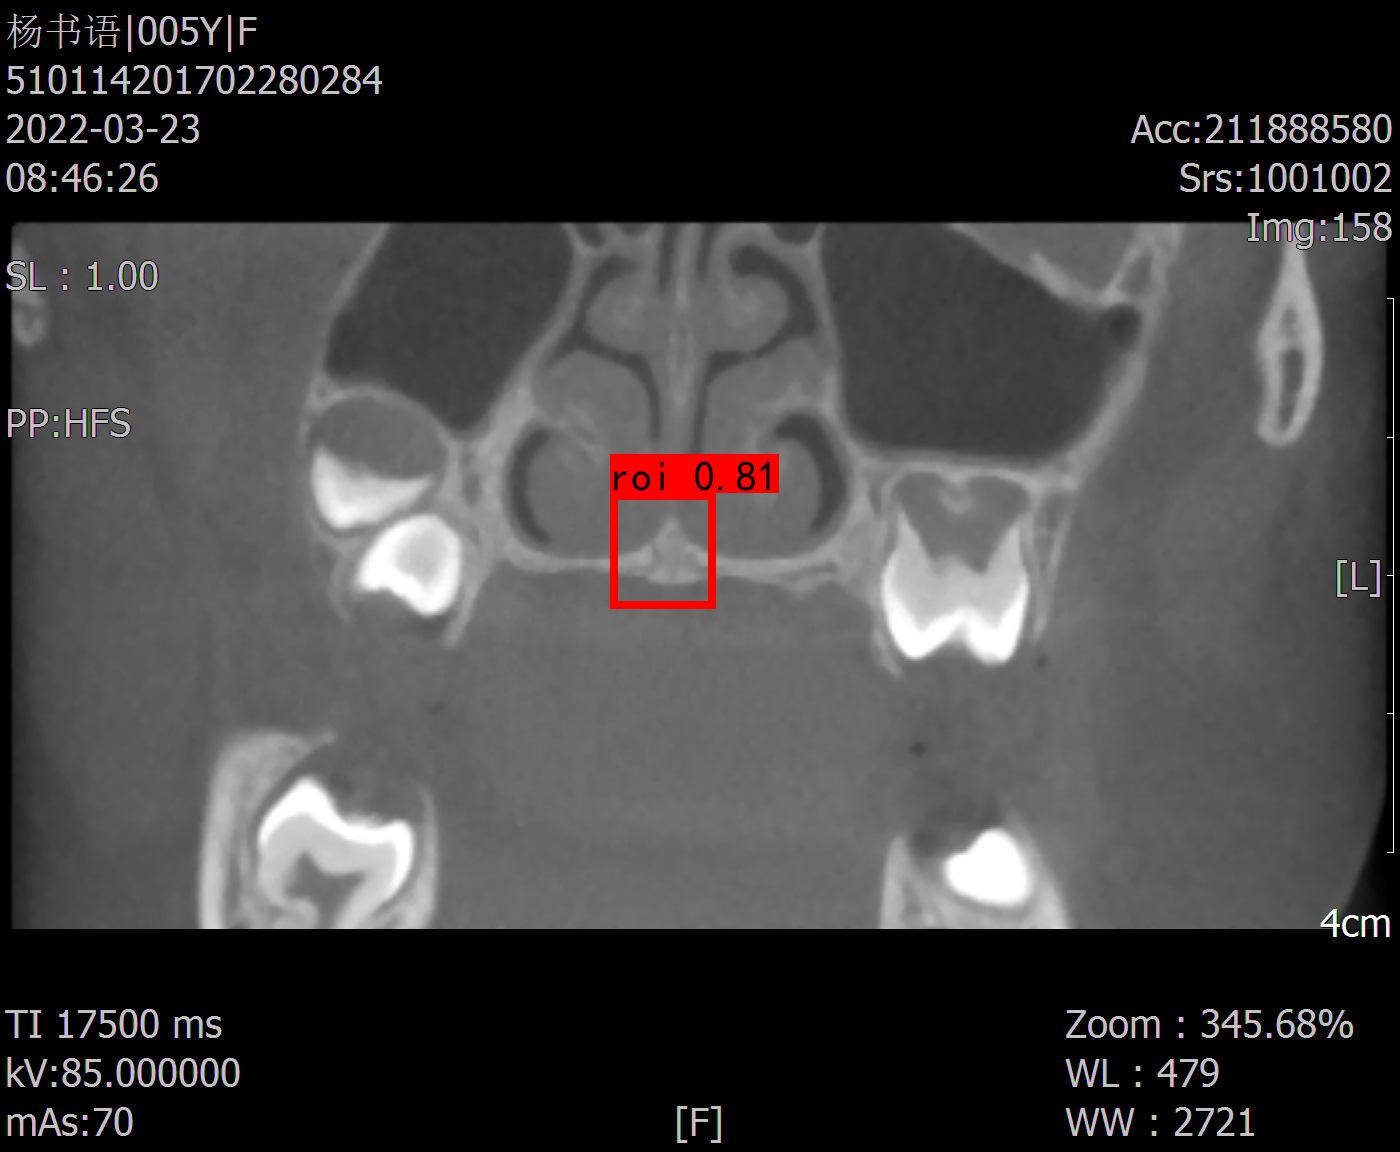 杨书语|005Y|F
510114201702280284
2022-03-23
08:46:26
Acc:211888580
Srs:1001002
Img:158
SL : 1.00
PP:HFS
roi 0.81
[L]
4cm
TI 17500 ms
kV:85.000000
mAs:70
[F]
Zoom : 345.68%
WL : 479
WW : 2721